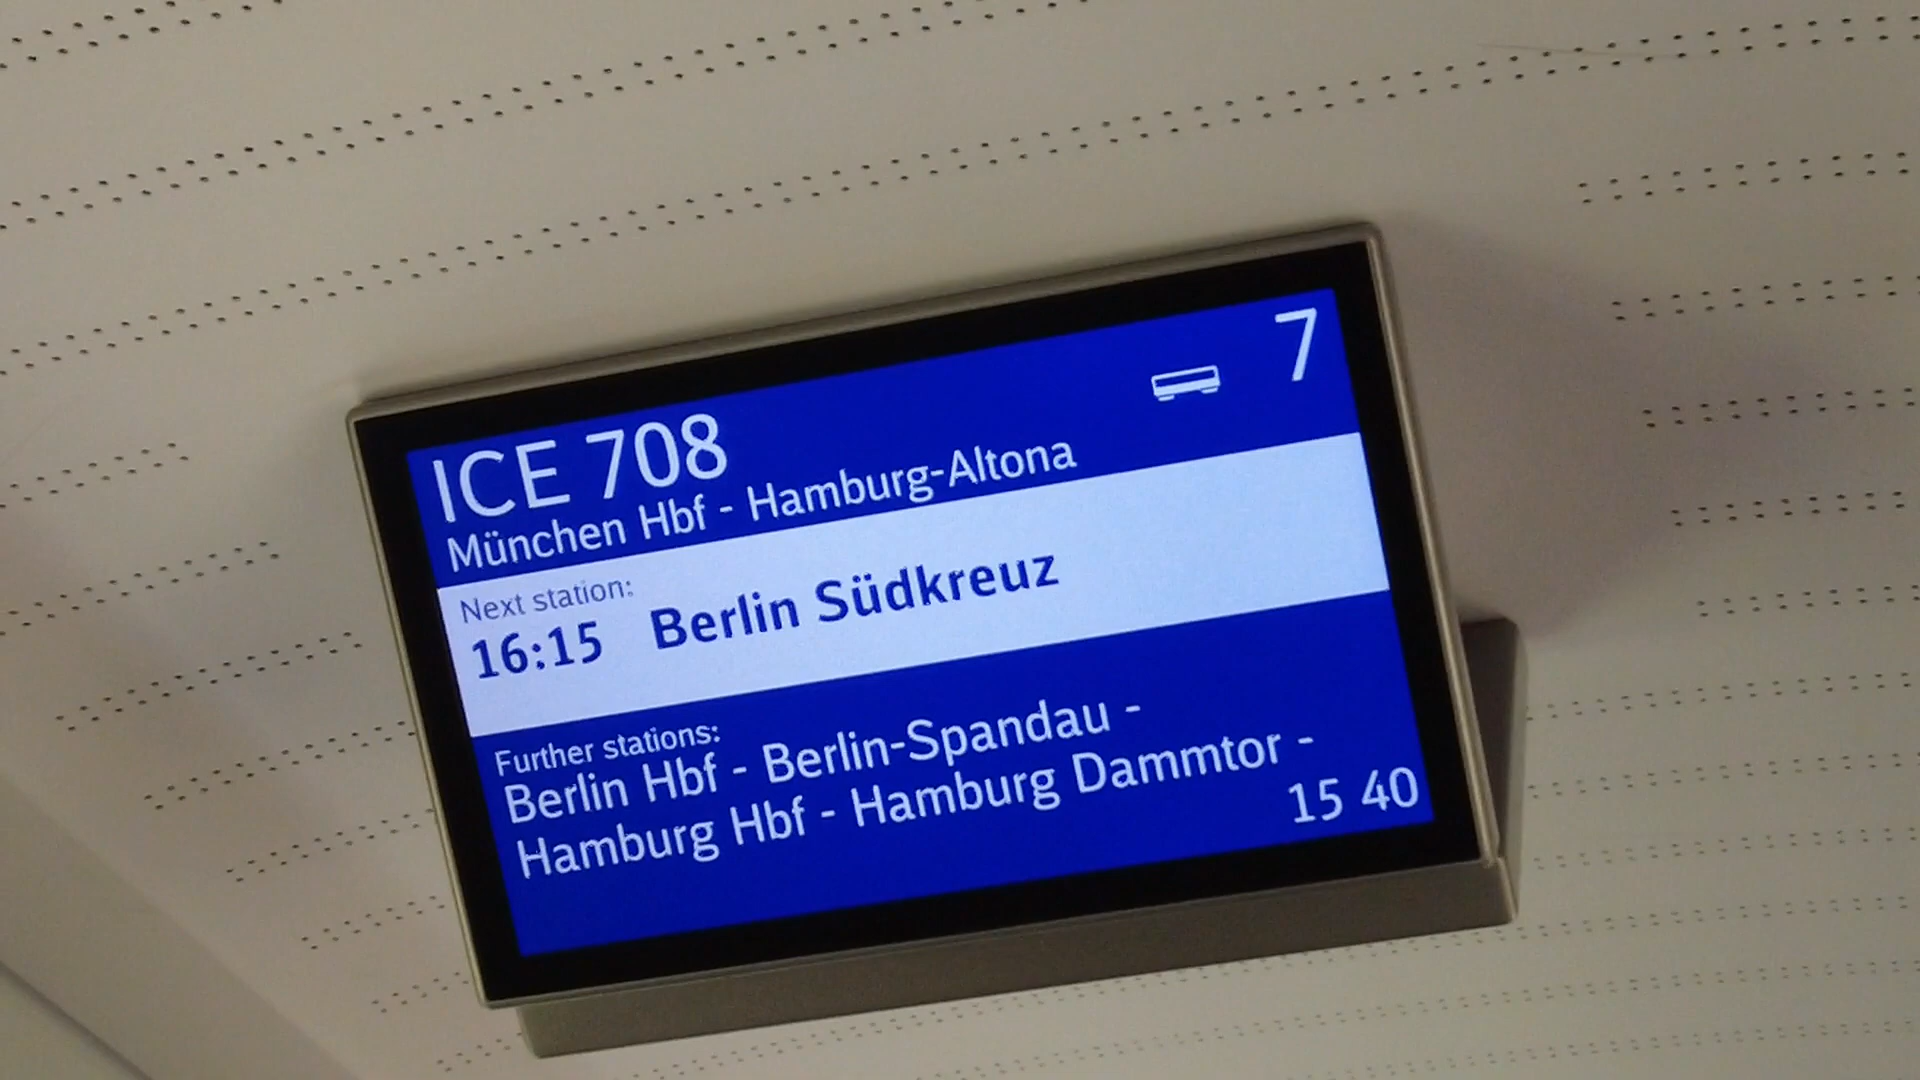 7
ICE 708
München Hbf - Hamburg-Altona
Next station:
16:15 Berlin Südkreuz
Further stations:
Berlin Hbf - Berlin-Spandau -
Hamburg Hbf - Hamburg Dammtor -
15 40